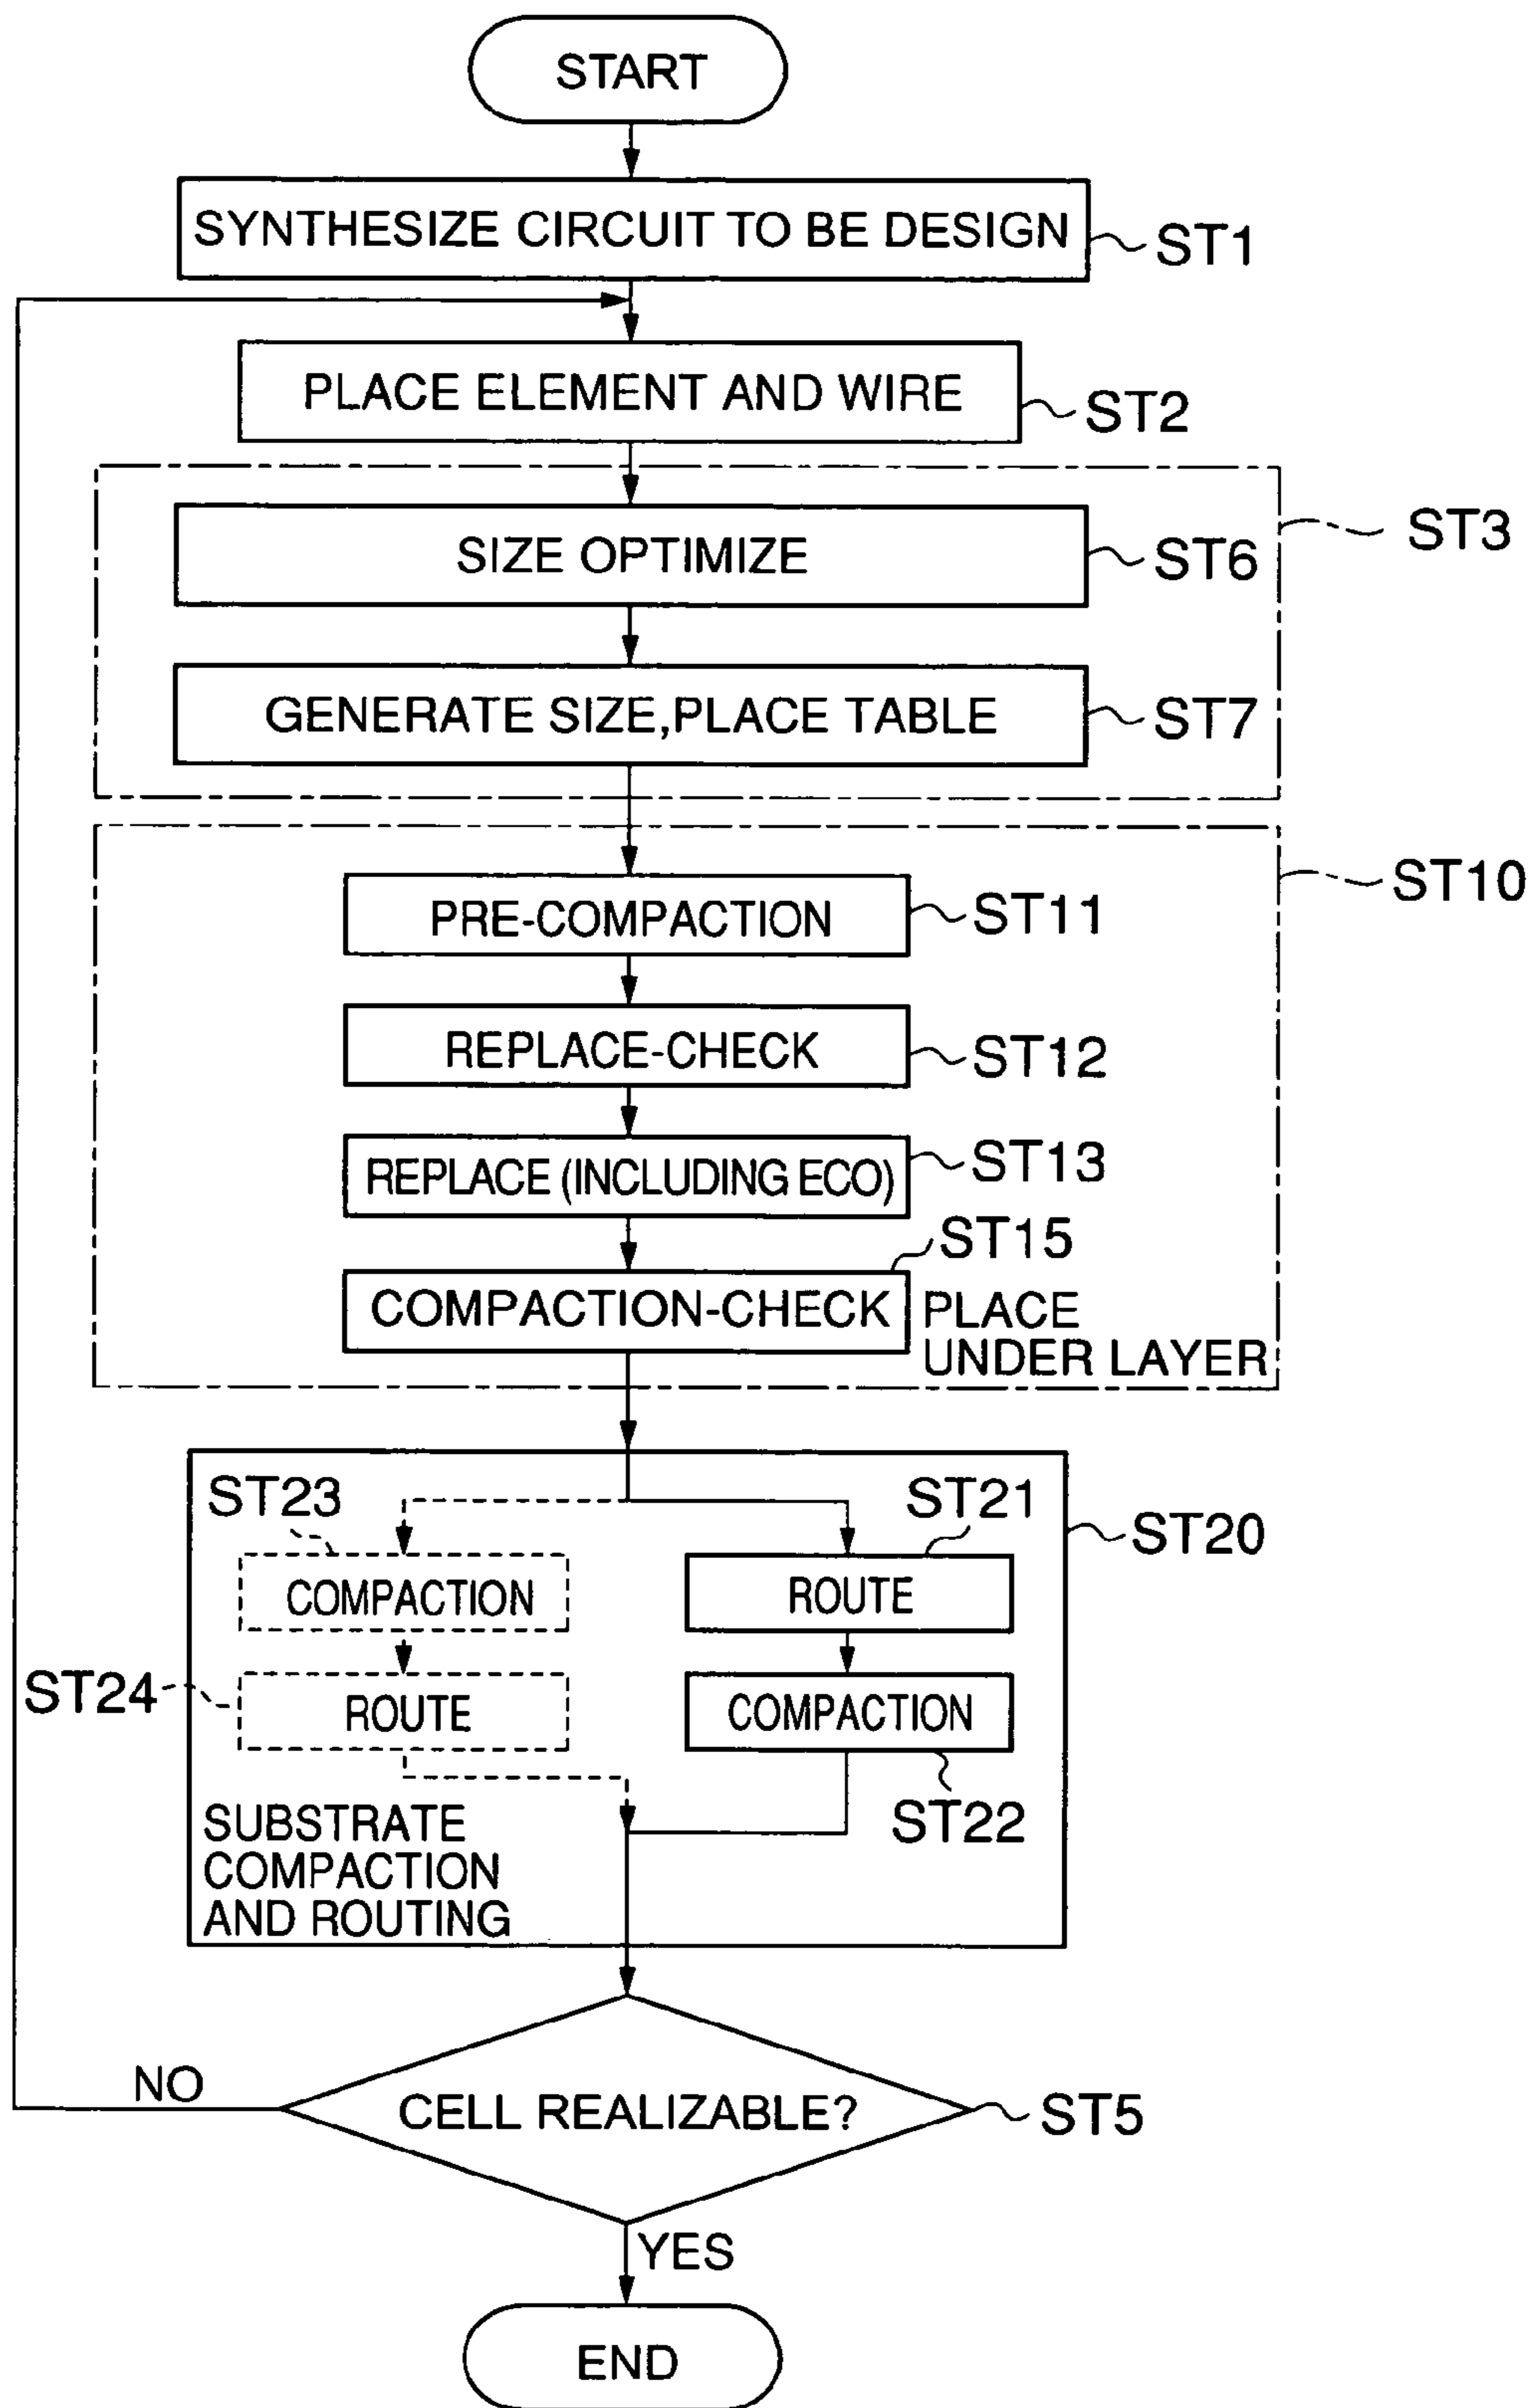 START
SYNTHESIZE CIRCUIT TO BE DESIGN
ST1
PLACE ELEMENT AND WIRE
ST2
ST3
SIZE OPTIMIZE
ST6
GENERATE SIZE,PLACE TABLE
ST7
ST10
PRE-COMPACTION
ST11
REPLACE-CHECK
ST12
REPLACE (INCLUDING ECO)
ST13
ST15
COMPACTION-CHECK
PLACE
UNDER LAYER
ST23
ST21
ST20
COMPACTION
ROUTE
ST24
ROUTE
COMPACTION
ST22
SUBSTRATE
COMPACTION
AND ROUTING
NO
CELL REALIZABLE?
ST5
YES
END